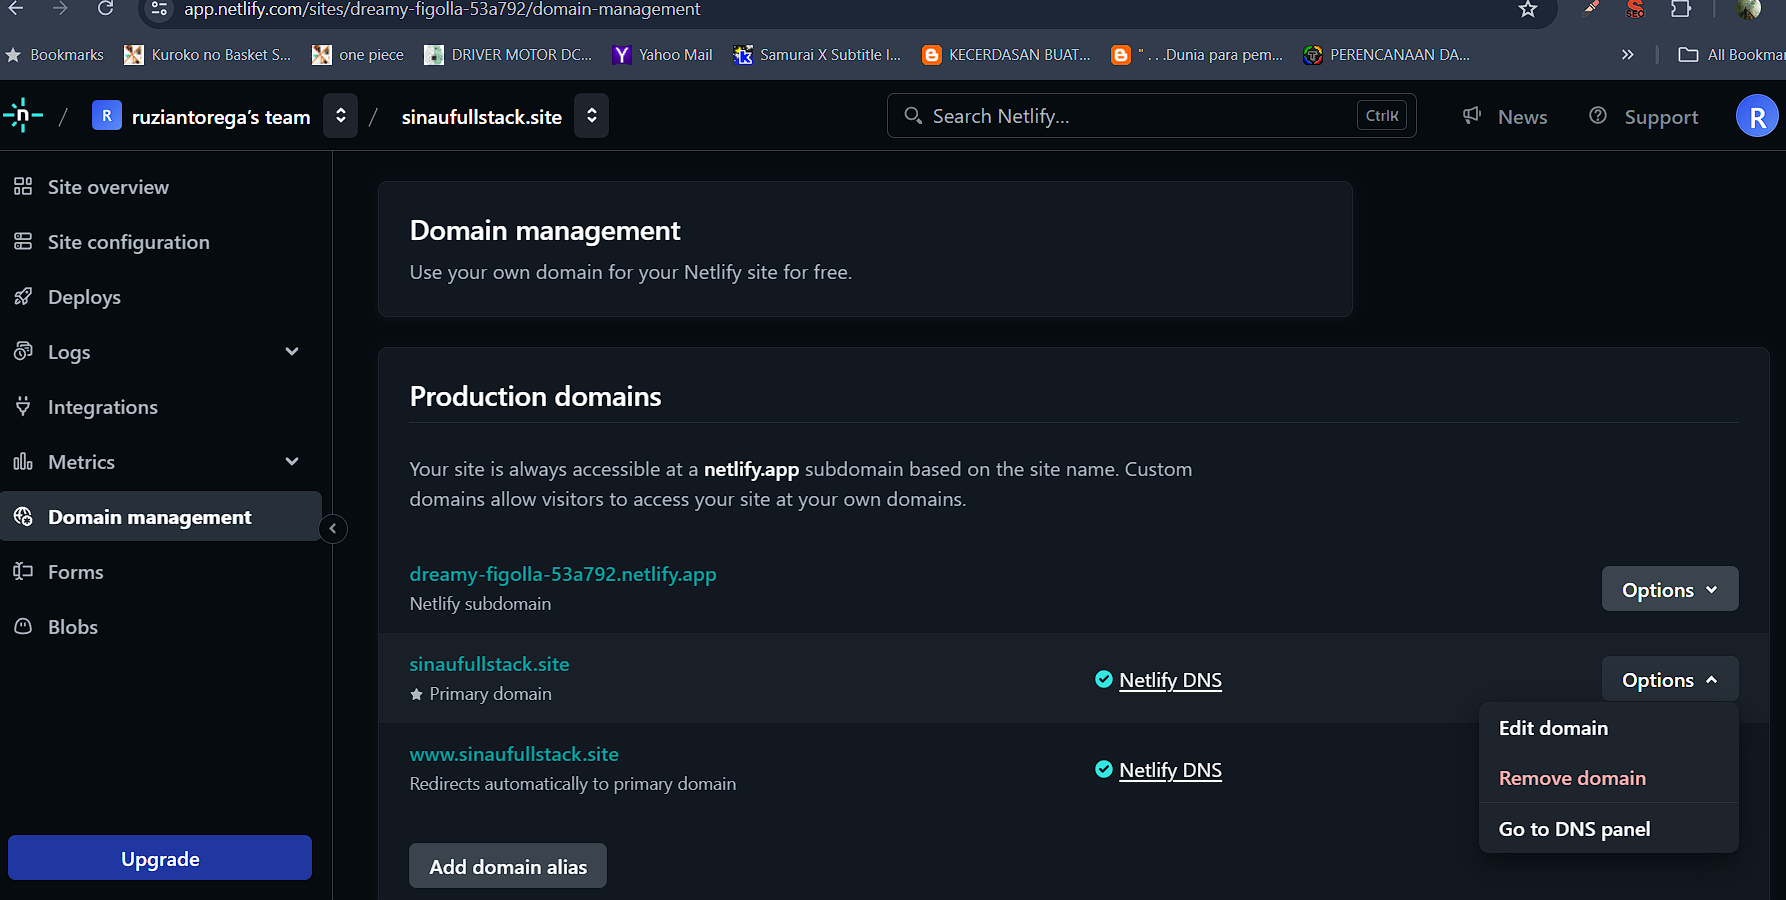 app.netlify.com/sites/dreamy-figolla-53a792/domain-management
Bookmarks
Kuroko no Basket S...
one piece
DRIVER MOTOR DC...
Yahoo Mail
Samurai X Subtitle I...
KECERDASAN BUAT...
" . . .Dunia para pem...
PERENCANAAN DA...
»
All Bookmar
n / R ruziantorega's team / sinaufullstack.site
Search Netlify...
CtrlK
News
Support
R
Site overview
Site configuration
Deploys
Logs
Integrations
Metrics
Domain management
Forms
Blobs
Upgrade
Domain management
Use your own domain for your Netlify site for free.
Production domains
Your site is always accessible at a netlify.app subdomain based on the site name. Custom
domains allow visitors to access your site at your own domains.
dreamy-figolla-53a792.netlify.app
Netlify subdomain
Options
sinaufullstack.site
Primary domain
Netlify DNS
Options
Edit domain
Remove domain
Go to DNS panel
www.sinaufullstack.site
Redirects automatically to primary domain
Netlify DNS
Add domain alias